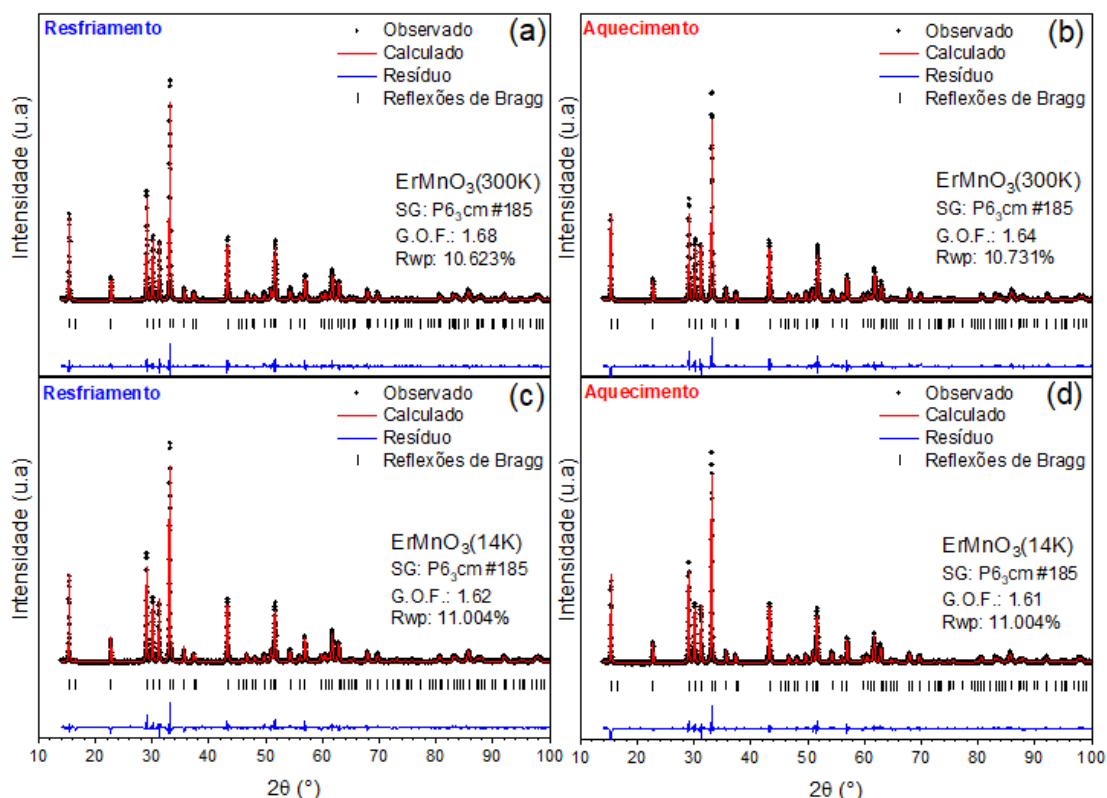 Resfriamento
(a)
Observado
Calculado
Resíduo
Reflexões de Bragg
ErMnO3(300K)
SG: P63cm #185
G.O.F.: 1.68
Rwp: 10.623%
Intensidade (u.a)
Aquecimento
(b)
Observado
Calculado
Resíduo
Reflexões de Bragg
ErMnO3(300K)
SG: P63cm #185
G.O.F.: 1.64
Rwp: 10.731%
Intensidade (u.a)
Resfriamento
(c)
Observado
Calculado
Resíduo
Reflexões de Bragg
ErMnO3(14K)
SG: P63cm #185
G.O.F.: 1.62
Rwp: 11.004%
Intensidade (u.a)
10 20 30 40 50 60 70 80 90 100
2θ (°)
Aquecimento
(d)
Observado
Calculado
Resíduo
Reflexões de Bragg
ErMnO3(14K)
SG: P63cm #185
G.O.F.: 1.61
Rwp: 11.004%
Intensidade (u.a)
10 20 30 40 50 60 70 80 90 100
2θ (°)